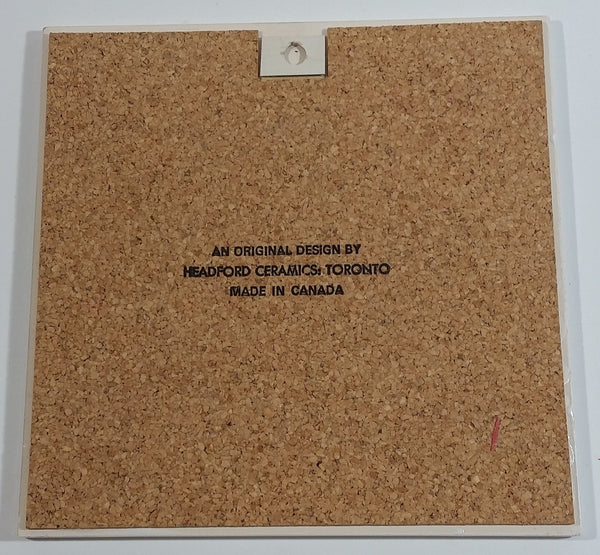 AN ORIGINAL DESIGN BY
HEADFORD CERAMICS: TORONTO
MADE IN CANADA